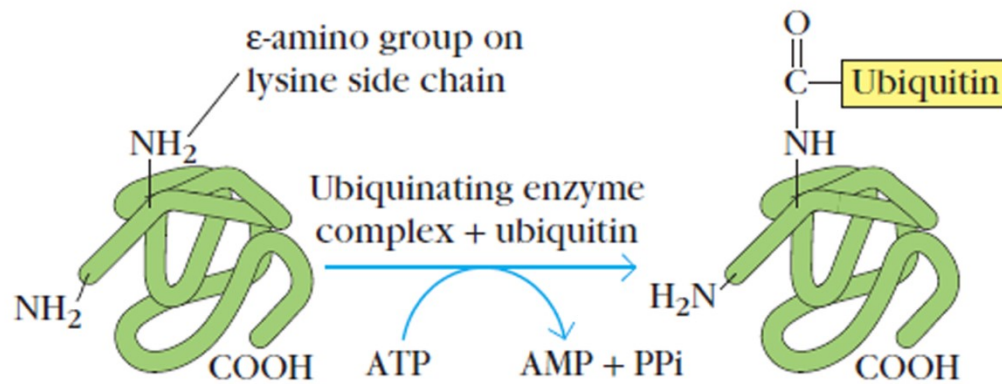 ε-amino group on
lysine side chain
NH₂
NH₂
COOH
Ubiquinating enzyme
complex + ubiquitin
ATP
AMP + PPi
O
C
Ubiquitin
NH
H₂N
COOH